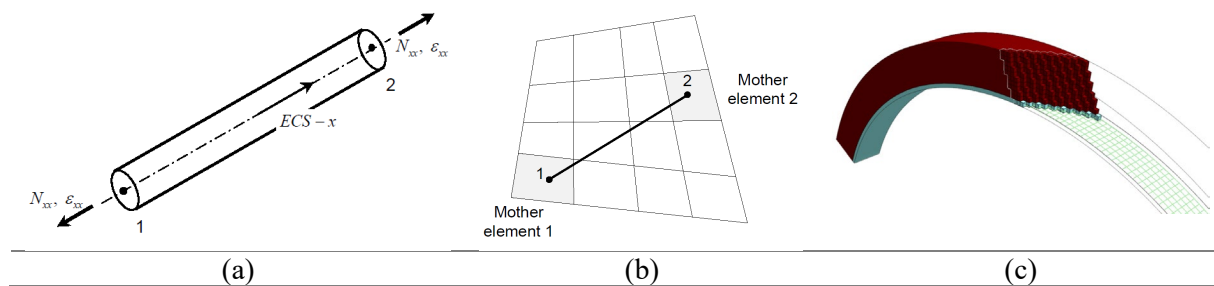 N_xx, ε_xx
2
ECS − x
N_xx, ε_xx
1
2
Mother
element 2
1
Mother
element 1
(a) (b) (c)